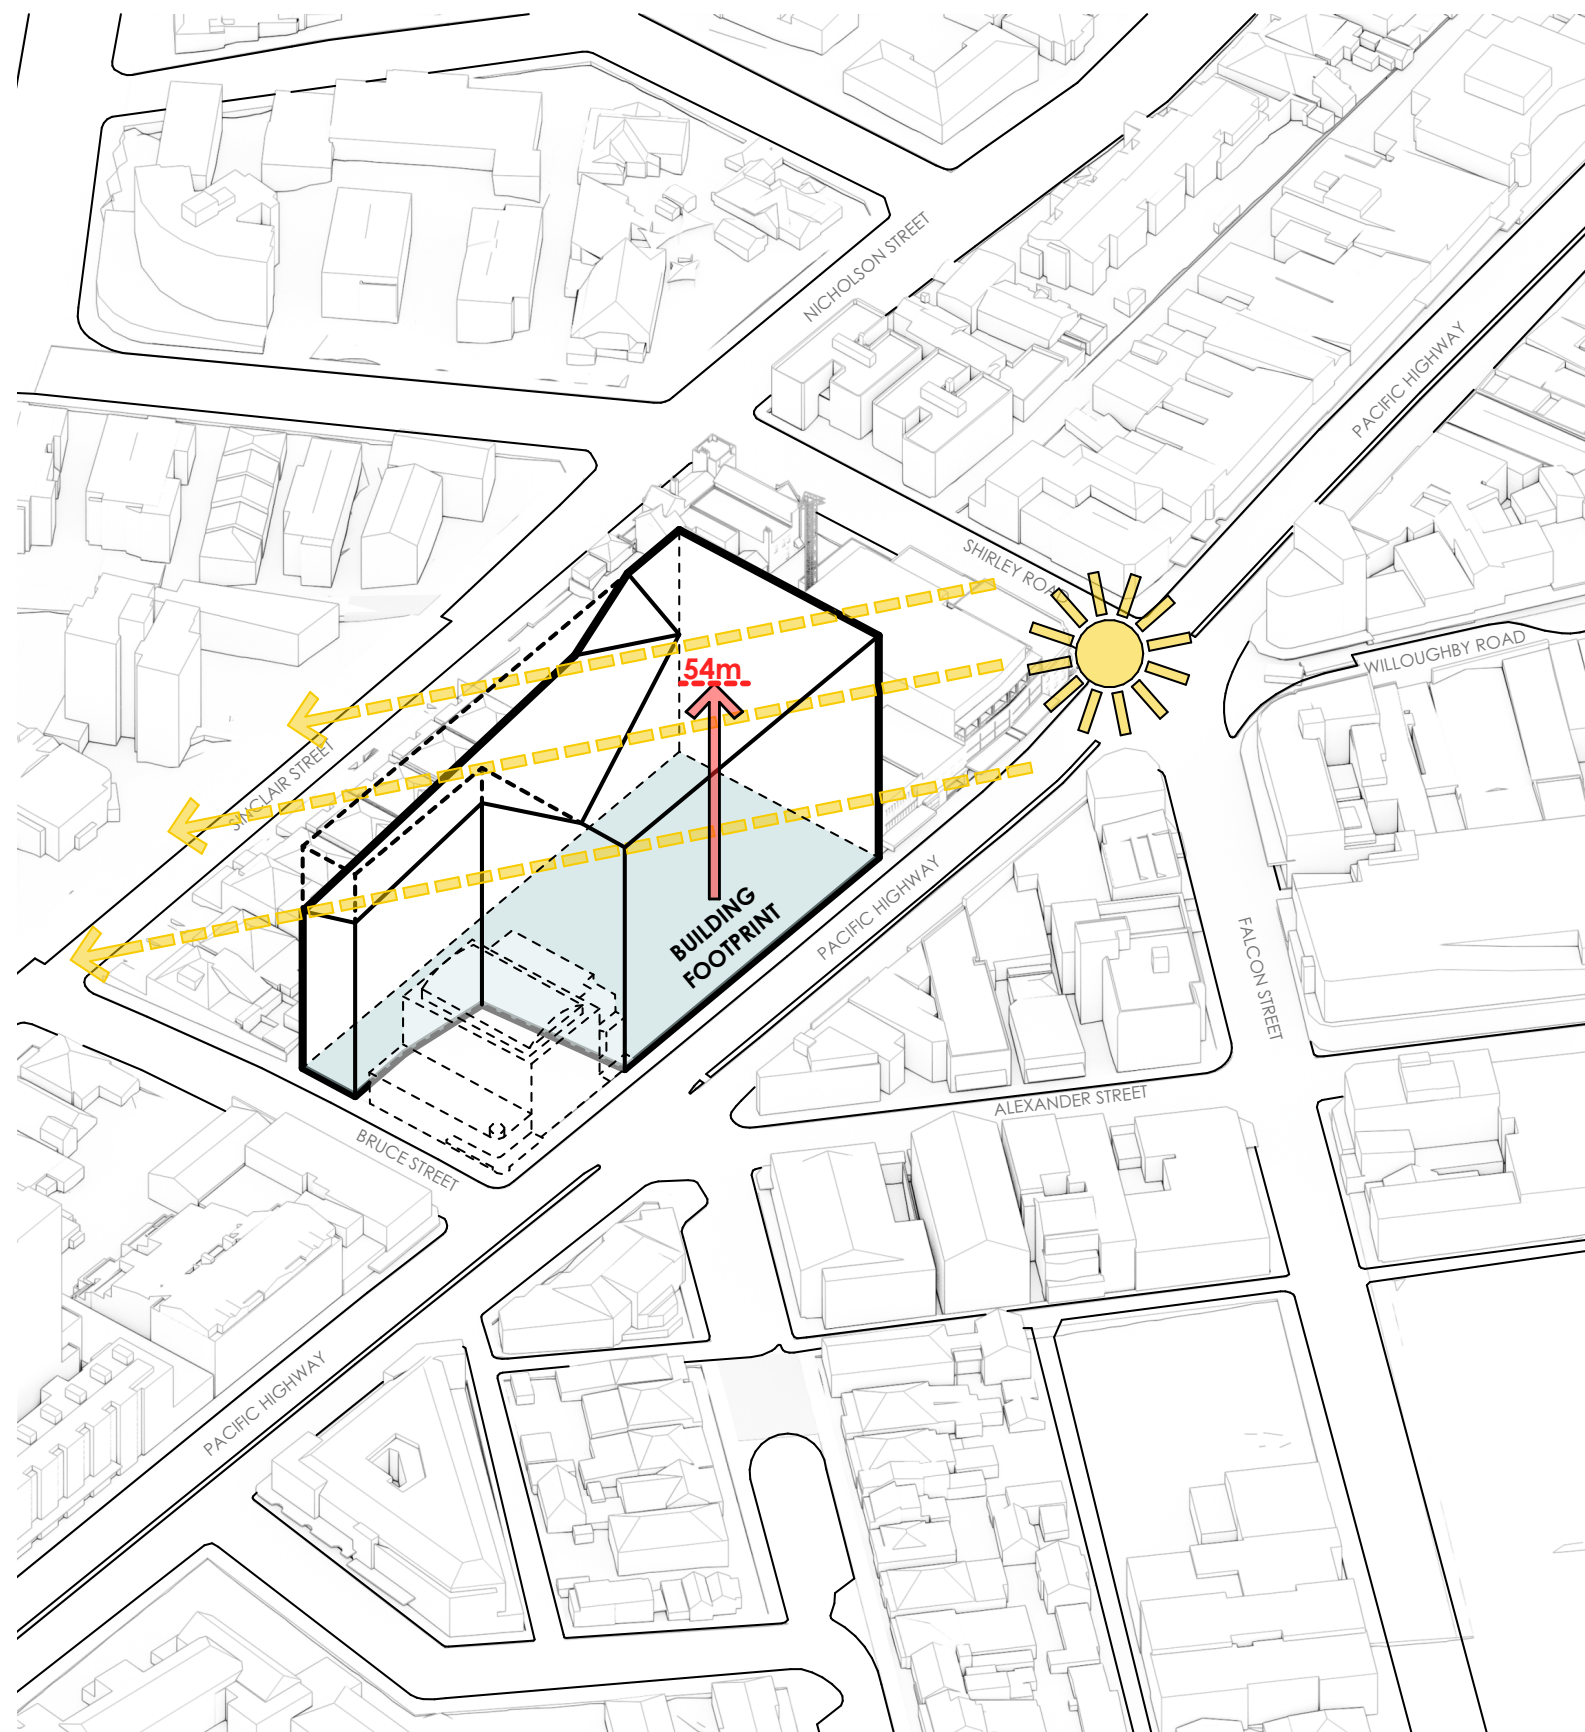 NICHOLSON STREET
PACIFIC HIGHWAY
SHIRLEY ROAD
WILLOUGHBY ROAD
54m
SINCLAIR STREET
BUILDING
FOOTPRINT
PACIFIC HIGHWAY
FALCON STREET
ALEXANDER STREET
BRUCE STREET
PACIFIC HIGHWAY